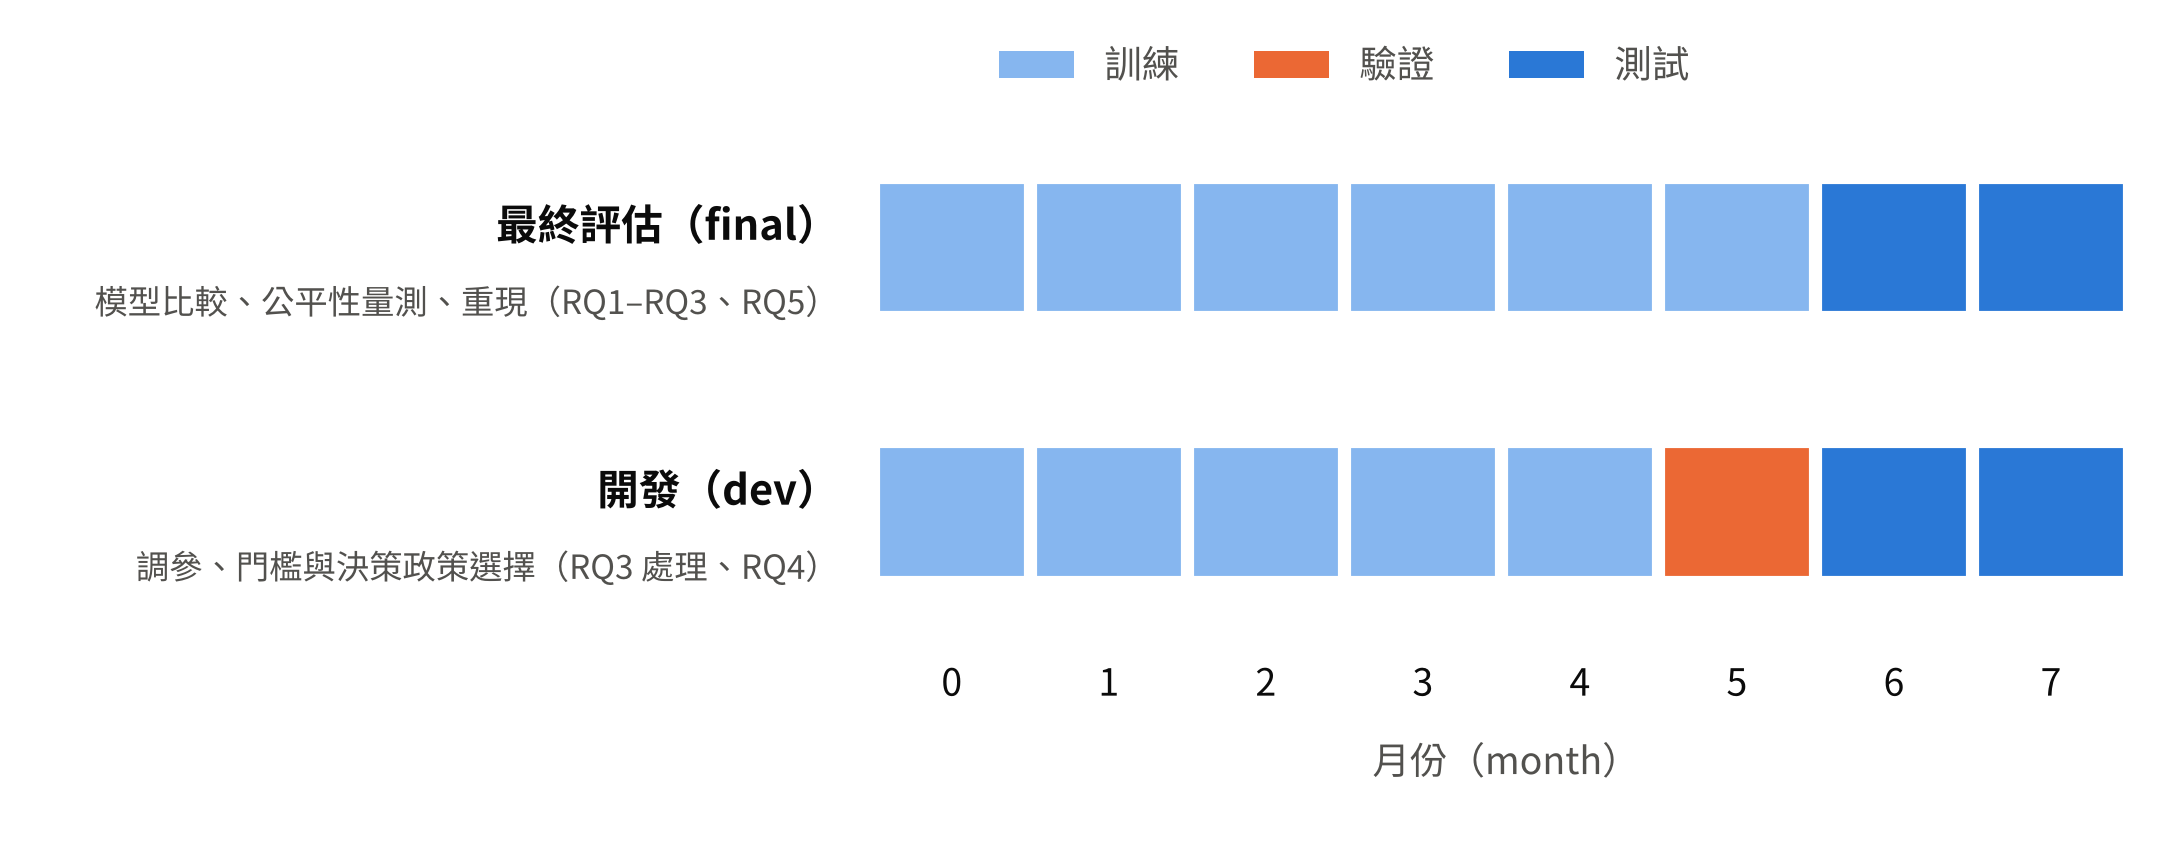 訓練 驗證 測試
最終評估（final）
模型比較、公平性量測、重現（RQ1–RQ3、RQ5）
開發（dev）
調參、門檻與決策政策選擇（RQ3 處理、RQ4）
0 1 2 3 4 5 6 7
月份（month）